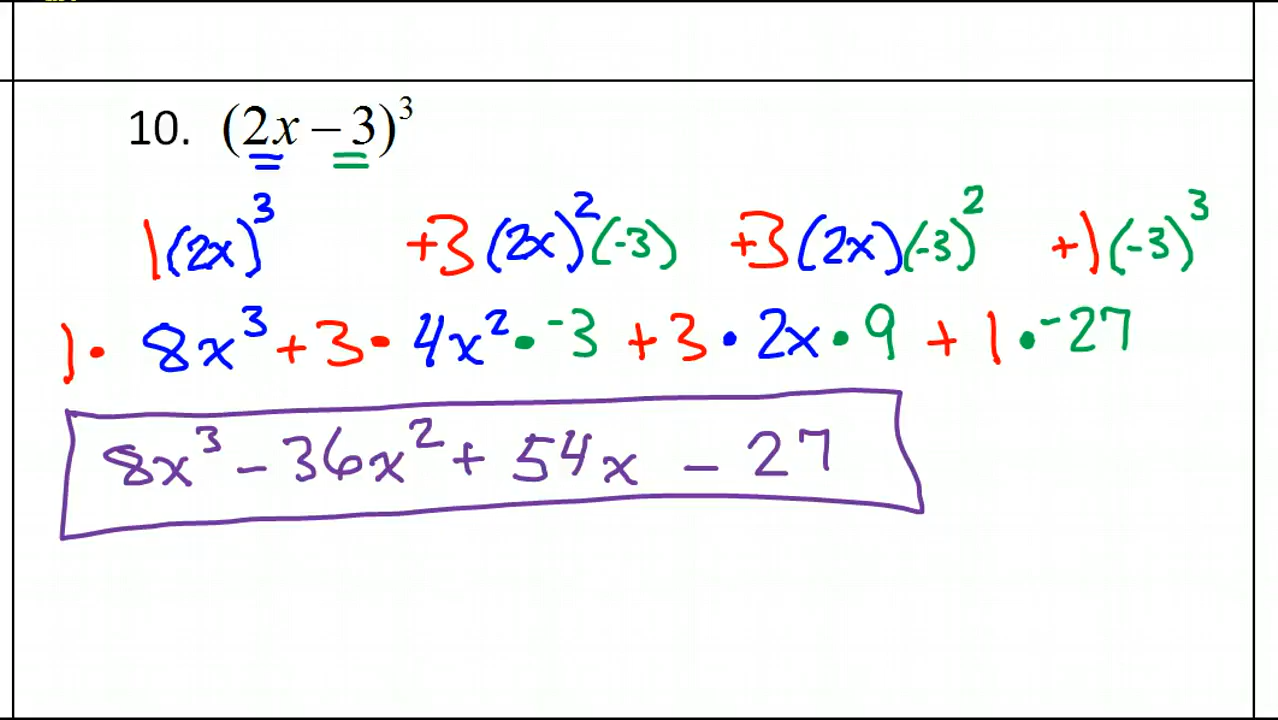 10. (2x − 3)³
1(2x)³ +3(2x)²(-3) +3(2x)(-3)² +1(-3)³
1• 8x³ +3• 4x²• -3 +3• 2x• 9 + 1• -27
8x³ − 36x² + 54x − 27